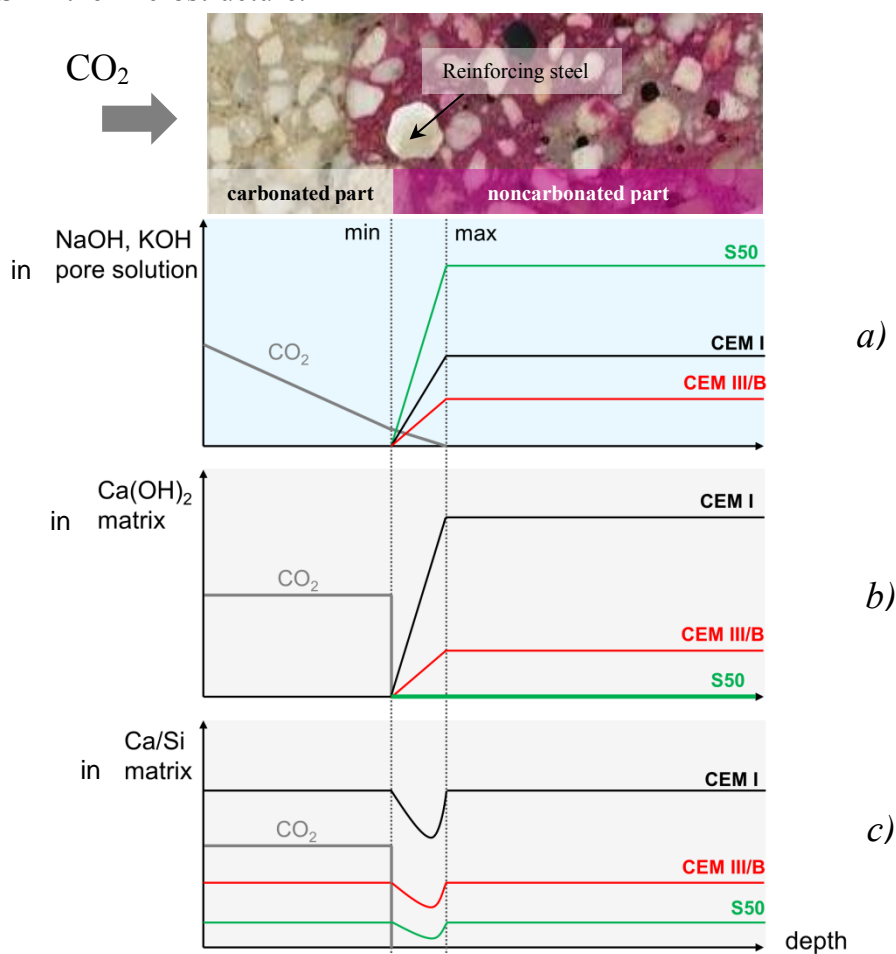 CO₂
Reinforcing steel
carbonated part
noncarbonated part
in
NaOH, KOH
pore solution
min
max
S50
CO₂
CEM I
CEM III/B
a)
in
Ca(OH)₂
matrix
CEM I
CO₂
CEM III/B
S50
b)
in
Ca/Si
matrix
CEM I
CO₂
CEM III/B
S50
c)
depth